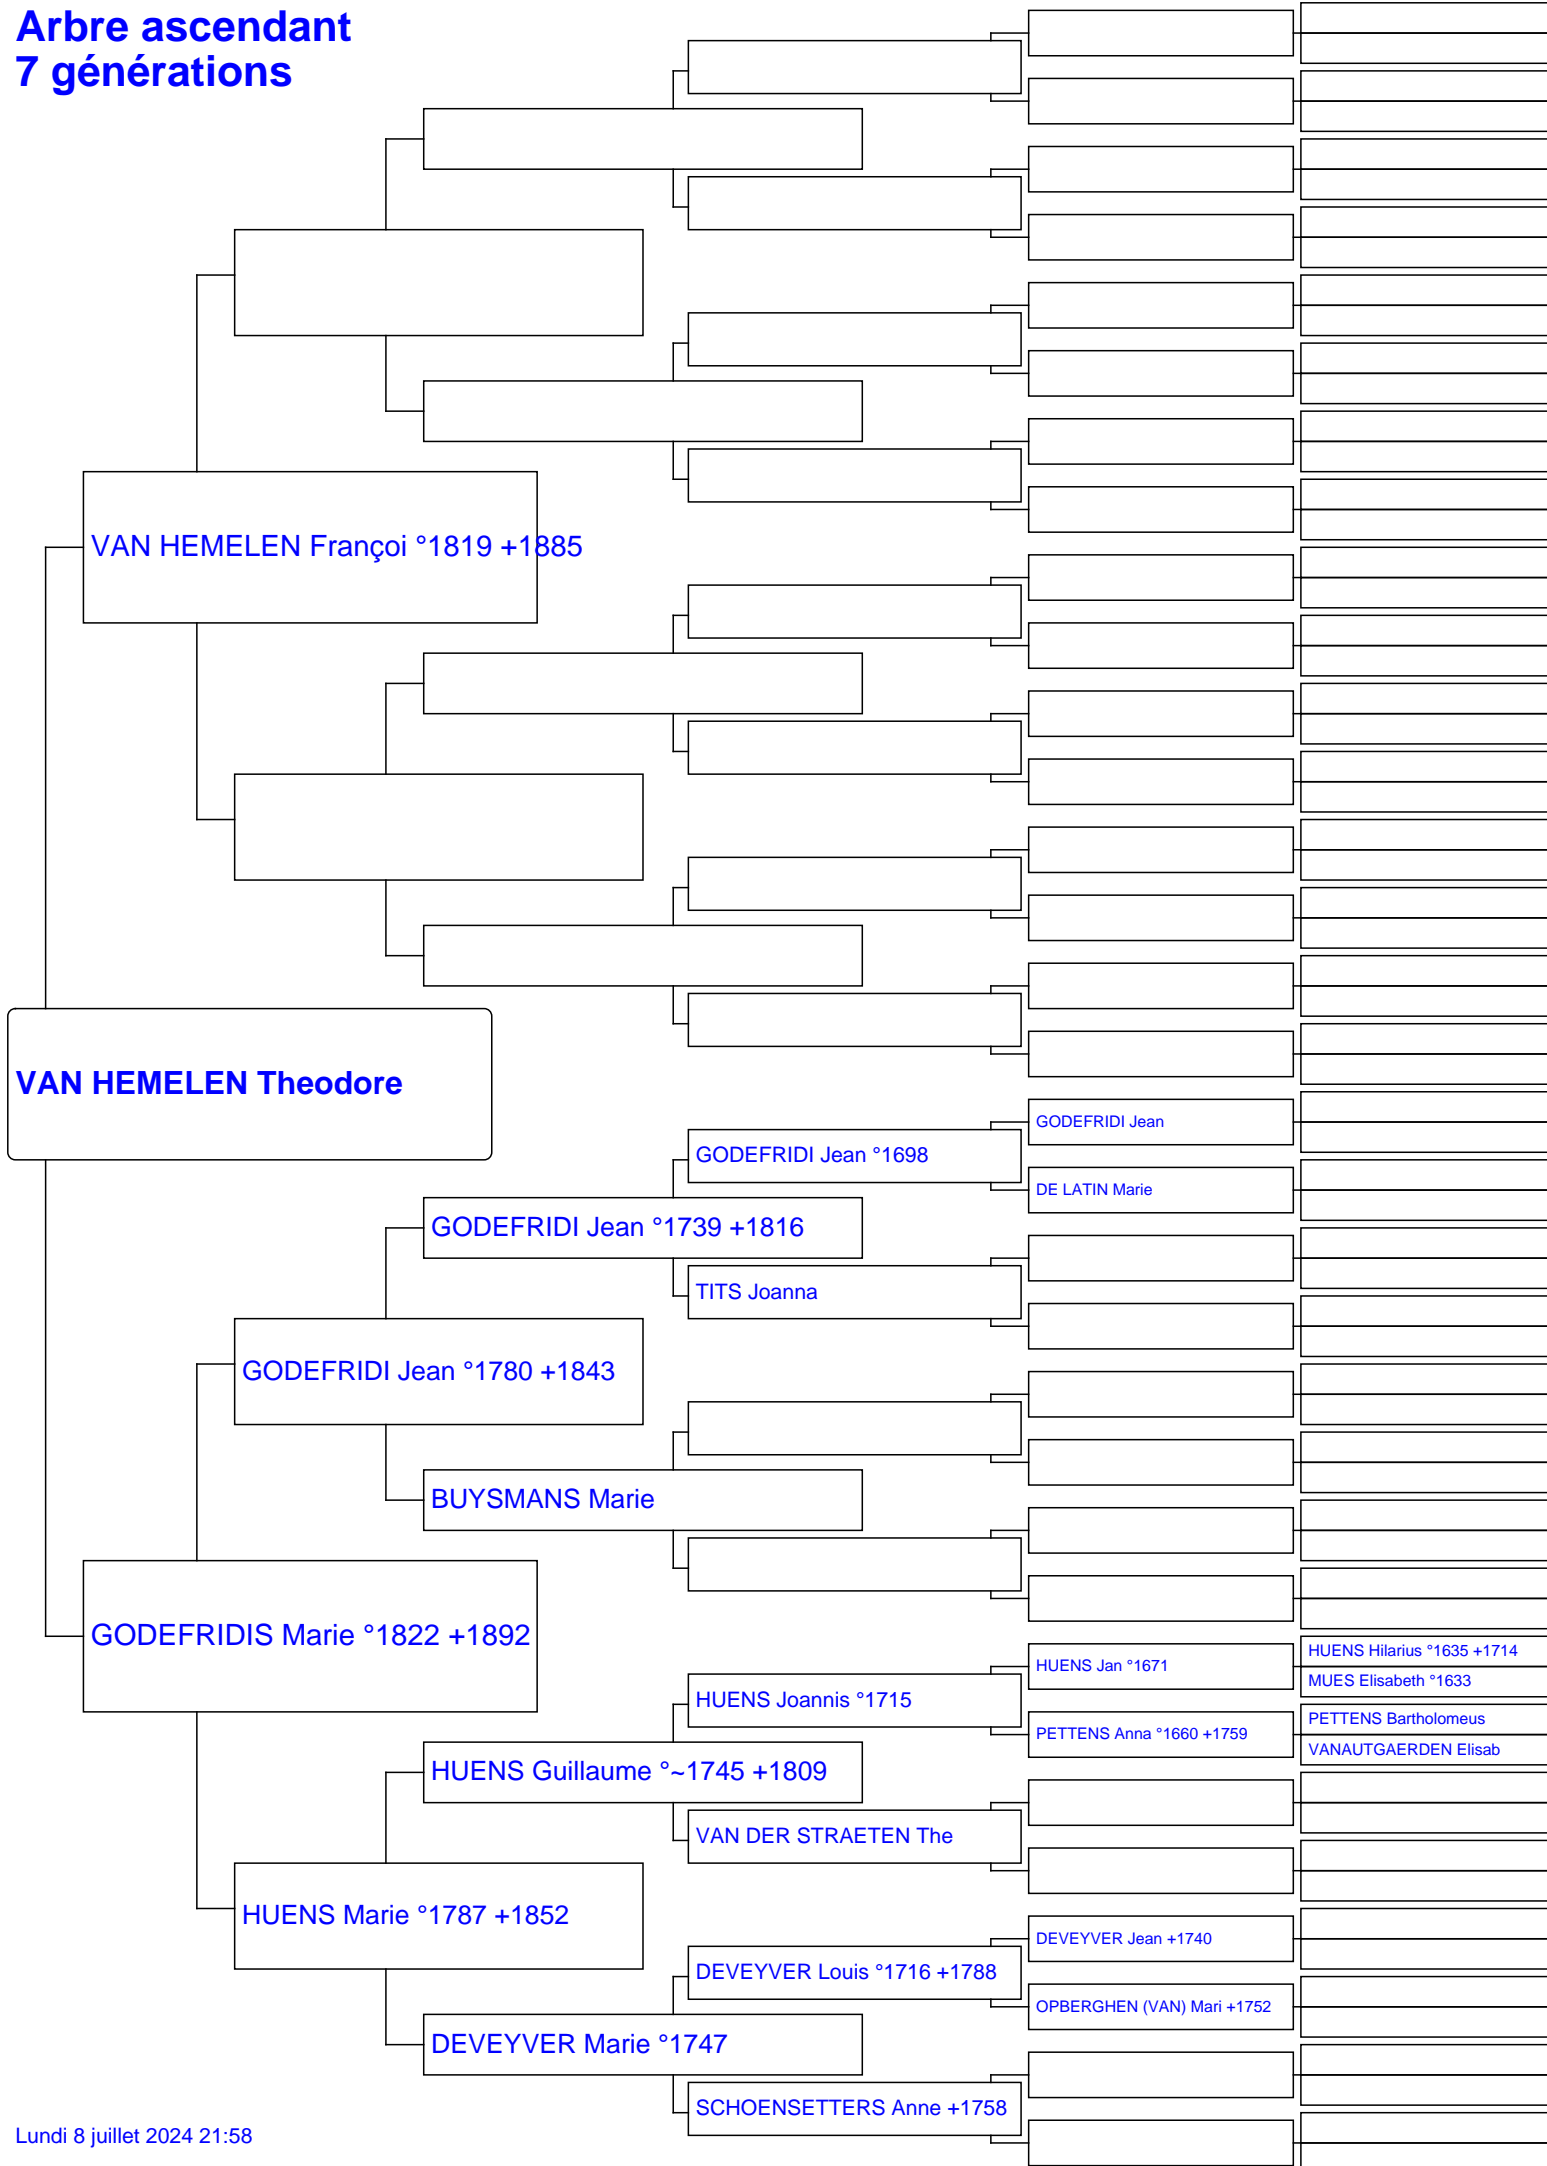 Arbre ascendant
7 générations
VAN HEMELEN Françoi °1819 +1885
VAN HEMELEN Theodore
GODEFRIDI Jean
GODEFRIDI Jean °1698
DE LATIN Marie
GODEFRIDI Jean °1739 +1816
TITS Joanna
GODEFRIDI Jean °1780 +1843
BUYSMANS Marie
GODEFRIDIS Marie °1822 +1892
HUENS Hilarius °1635 +1714
HUENS Jan °1671
MUES Elisabeth °1633
HUENS Joannis °1715
PETTENS Bartholomeus
PETTENS Anna °1660 +1759
VANAUTGAERDEN Elisab
HUENS Guillaume °~1745 +1809
VAN DER STRAETEN The
HUENS Marie °1787 +1852
DEVEYVER Jean +1740
DEVEYVER Louis °1716 +1788
OPBERGHEN (VAN) Mari +1752
DEVEYVER Marie °1747
SCHOENSETTERS Anne +1758
Lundi 8 juillet 2024 21:58